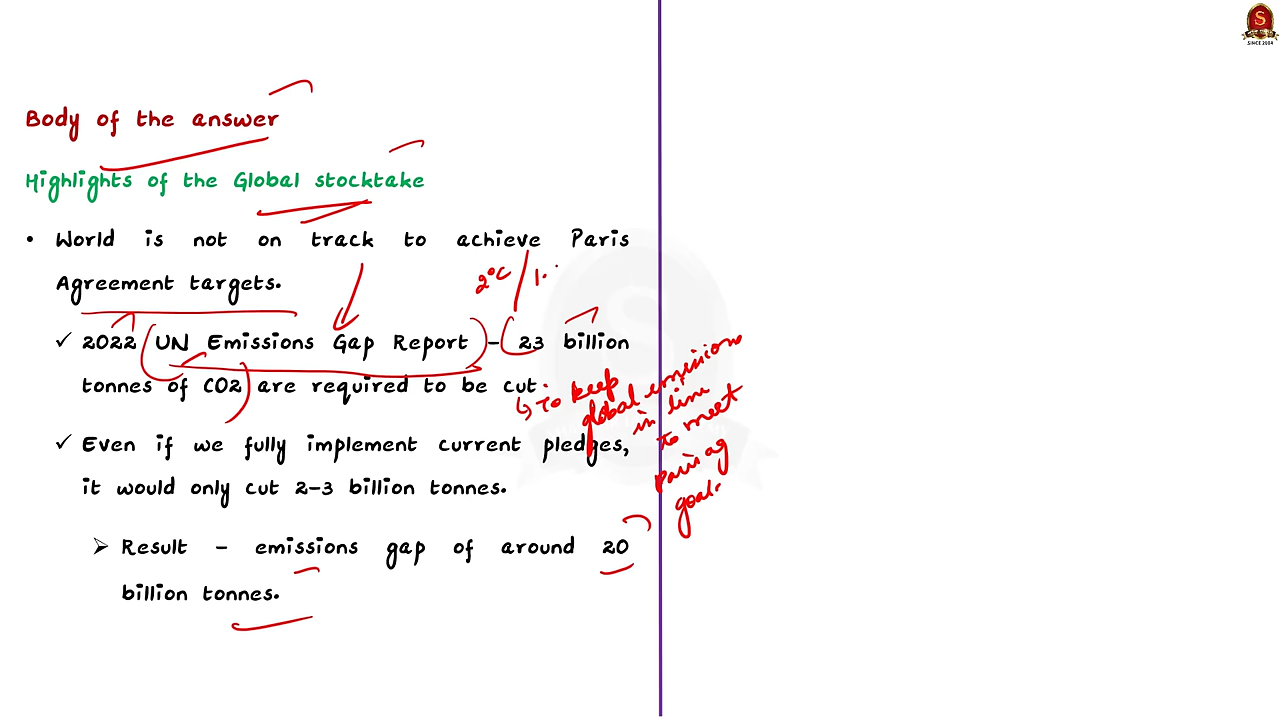 S
SINCE 2004
Body of the answer
Highlights of the Global stocktake
• World is not on track to achieve Paris
Agreement targets.
2°C / 1.
✓ 2022 (UN Emissions Gap Report) – 23 billion
tonnes of CO2) are required to be cut
↳ to keep
global emissions
in line
to meet
Paris ag
goal.
✓ Even if we fully implement current pledges,
it would only cut 2-3 billion tonnes.
➢ Result – emissions gap of around 20
billion tonnes.